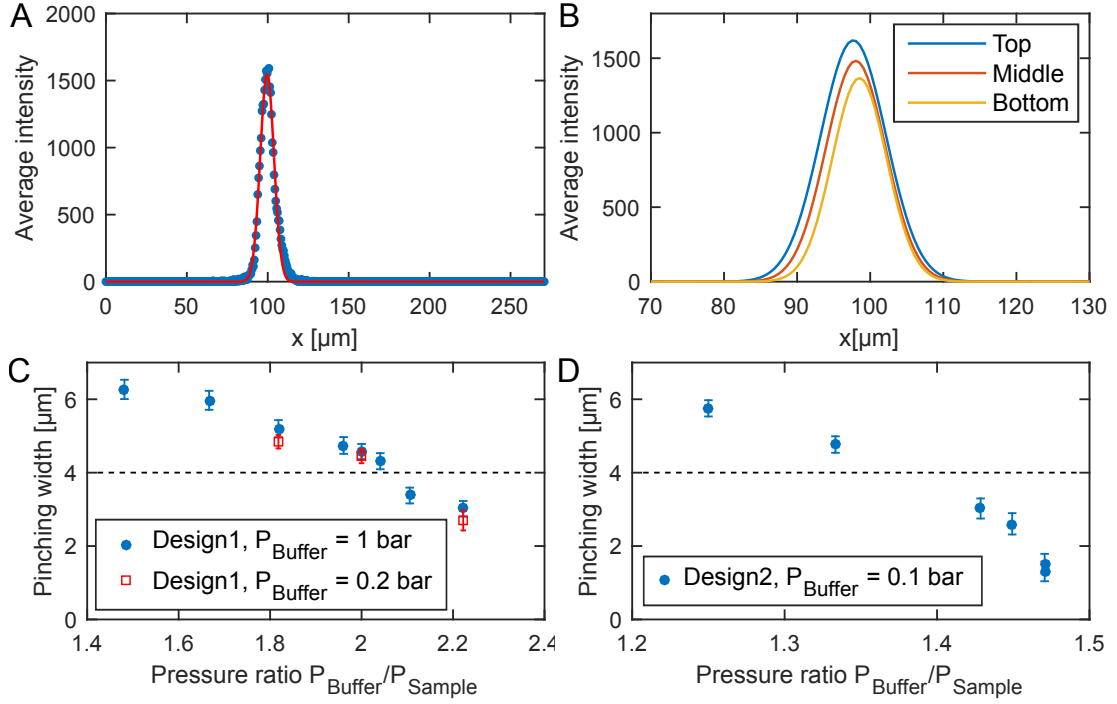 A
Average intensity
2000
1500
1000
500
0
0
50
100
150
200
250
x [μm]
B
Average intensity
1500
1000
500
0
70
80
90
100
110
120
130
x[μm]
Top
Middle
Bottom
C
Pinching width [μm]
6
4
2
0
1.4
1.6
1.8
2
2.2
2.4
Pressure ratio P_Buffer/P_Sample
Design1, P_Buffer = 1 bar
Design1, P_Buffer = 0.2 bar
D
Pinching width [μm]
6
4
2
0
1.2
1.3
1.4
1.5
Pressure ratio P_Buffer/P_Sample
Design2, P_Buffer = 0.1 bar